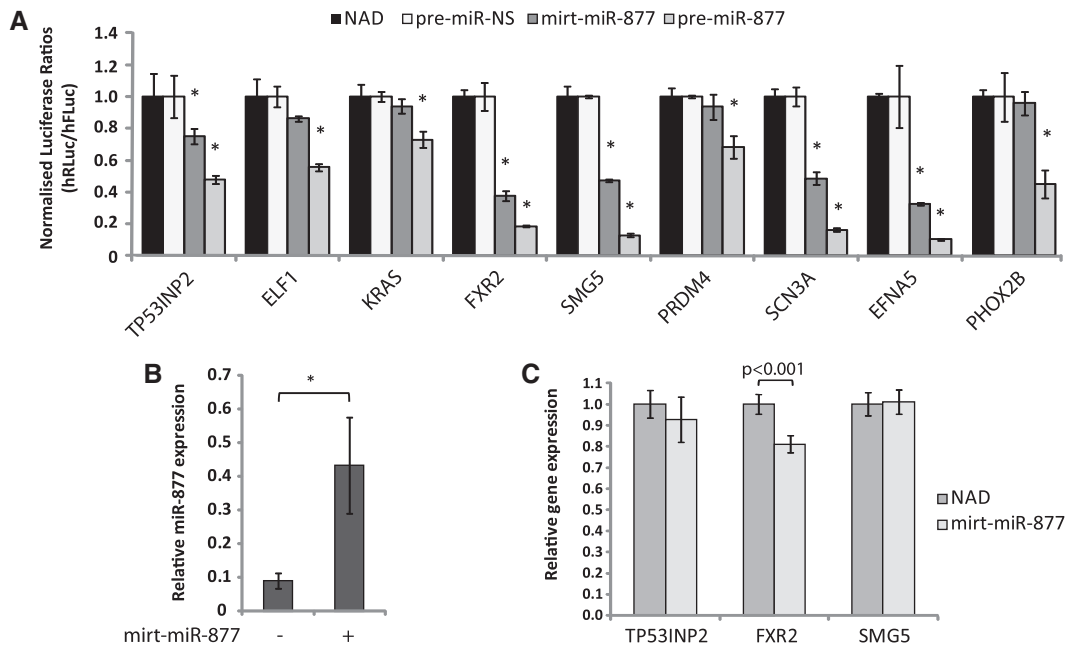 A
NAD pre-miR-NS mirt-miR-877 pre-miR-877
Normalised Luciferase Ratios
(hRLuc/hFLuc)
1.4
1.2
1.0
0.8
0.6
0.4
0.2
0
* * * * * * * * * * * * * *
TP53INP2 ELF1 KRAS FXR2 SMG5 PRDM4 SCN3A EFNA5 PHOX2B
B
Relative miR-877 expression
0.7
0.6
0.5
0.4
0.3
0.2
0.1
0
*
mirt-miR-877 - +
C
Relative gene expression
1.1
1.0
0.9
0.8
0.7
0.6
0.5
0.4
0.3
0.2
0.1
0.0
p<0.001
TP53INP2 FXR2 SMG5
NAD
mirt-miR-877